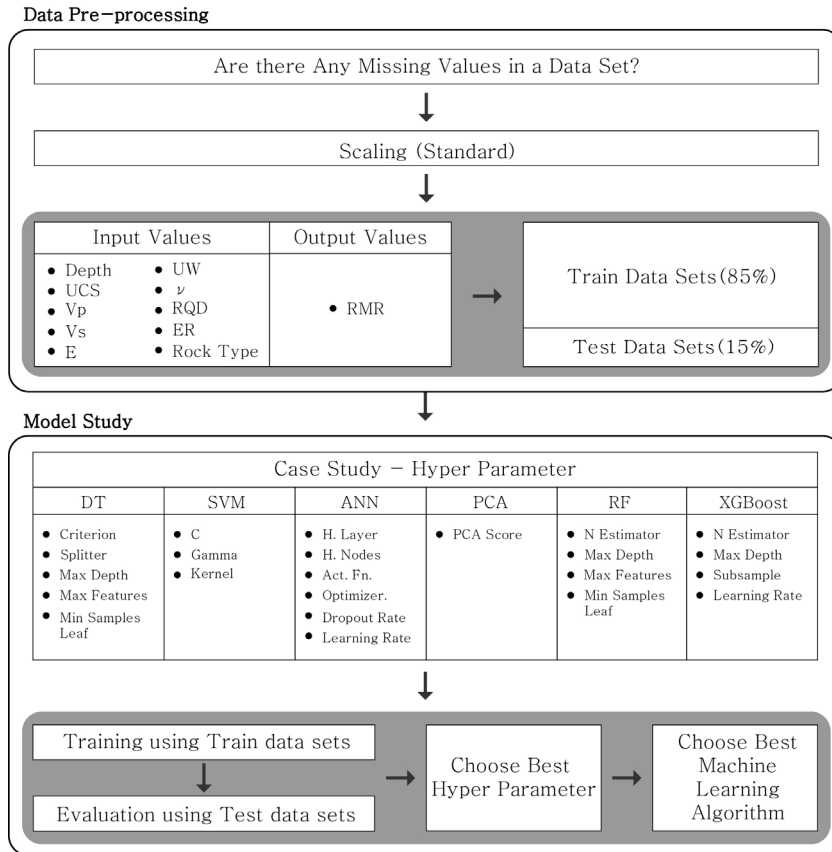 Data Pre-processing
Are there Any Missing Values in a Data Set?
Scaling (Standard)
Input Values
Output Values
Depth
UCS
Vp
Vs
E
UW
ν
RQD
ER
Rock Type
RMR
Train Data Sets(85%)
Test Data Sets(15%)
Model Study
Case Study - Hyper Parameter
DT
SVM
ANN
PCA
RF
XGBoost
Criterion
Splitter
Max Depth
Max Features
Min Samples
Leaf
C
Gamma
Kernel
H. Layer
H. Nodes
Act. Fn.
Optimizer.
Dropout Rate
Learning Rate
PCA Score
N Estimator
Max Depth
Max Features
Min Samples
Leaf
N Estimator
Max Depth
Subsample
Learning Rate
Training using Train data sets
Evaluation using Test data sets
Choose Best
Hyper Parameter
Choose Best
Machine
Learning
Algorithm